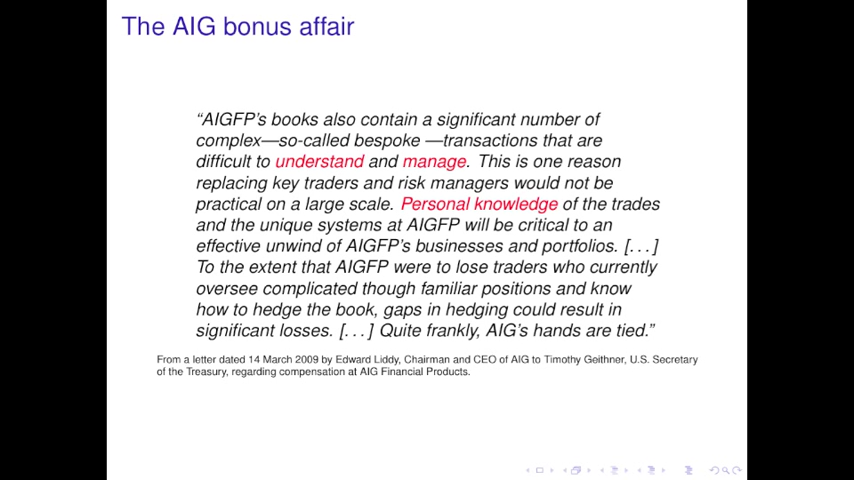 The AIG bonus affair
“AIGFP’s books also contain a significant number of
complex—so-called bespoke —transactions that are
difficult to understand and manage. This is one reason
replacing key traders and risk managers would not be
practical on a large scale. Personal knowledge of the trades
and the unique systems at AIGFP will be critical to an
effective unwind of AIGFP’s businesses and portfolios. [...]
To the extent that AIGFP were to lose traders who currently
oversee complicated though familiar positions and know
how to hedge the book, gaps in hedging could result in
significant losses. [...] Quite frankly, AIG’s hands are tied.”
From a letter dated 14 March 2009 by Edward Liddy, Chairman and CEO of AIG to Timothy Geithner, U.S. Secretary
of the Treasury, regarding compensation at AIG Financial Products.